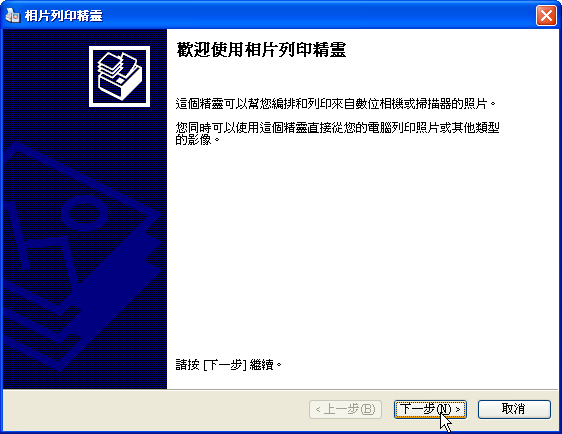 相片列印精靈
歡迎使用相片列印精靈
這個精靈可以幫您編排和列印來自數位相機或掃描器的照片。
您同時可以使用這個精靈直接從您的電腦列印照片或其他類型
的影像。
請按 [下一步] 繼續。
< 上一步(B)
下一步(N) >
取消